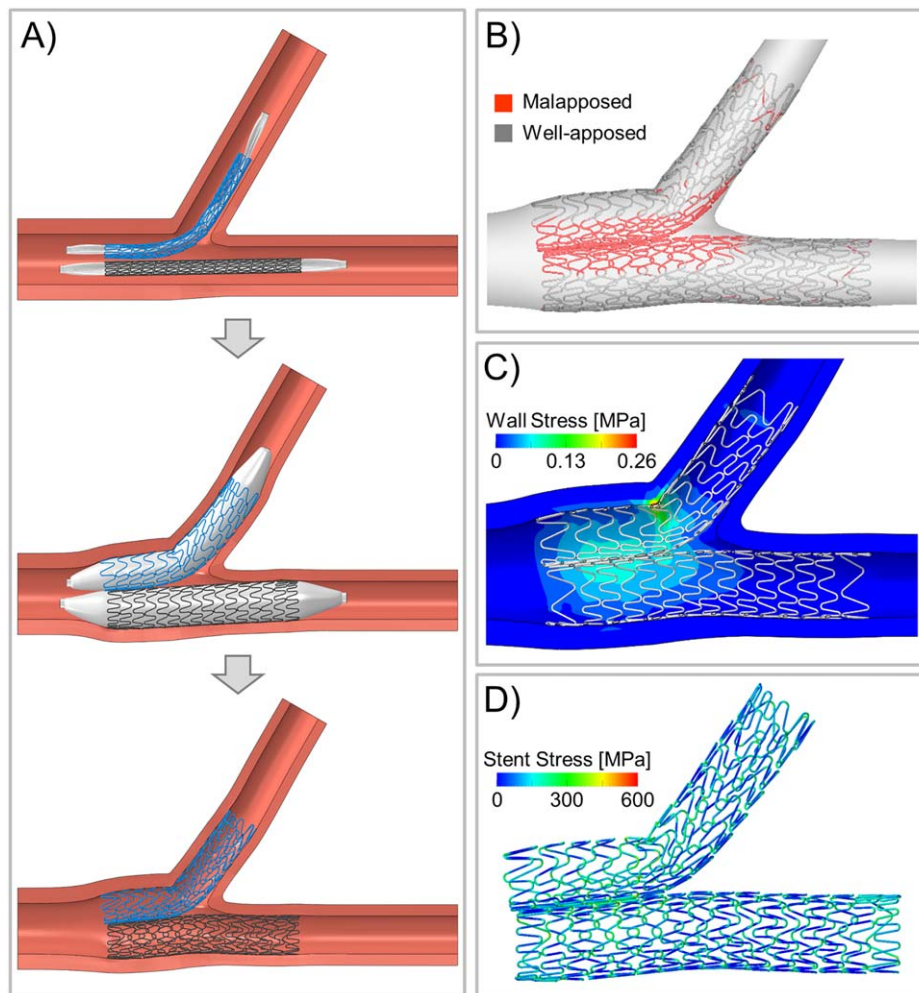 A)
B)
Malapposed
Well-apposed
C)
Wall Stress [MPa]
0 0.13 0.26
D)
Stent Stress [MPa]
0 300 600